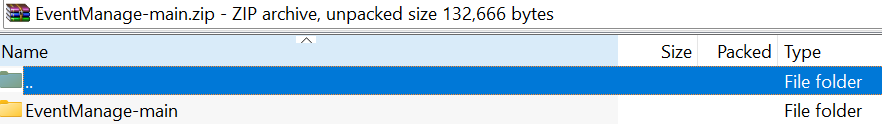 EventManage-main.zip - ZIP archive, unpacked size 132,666 bytes
Name Size Packed Type
.. File folder
EventManage-main File folder